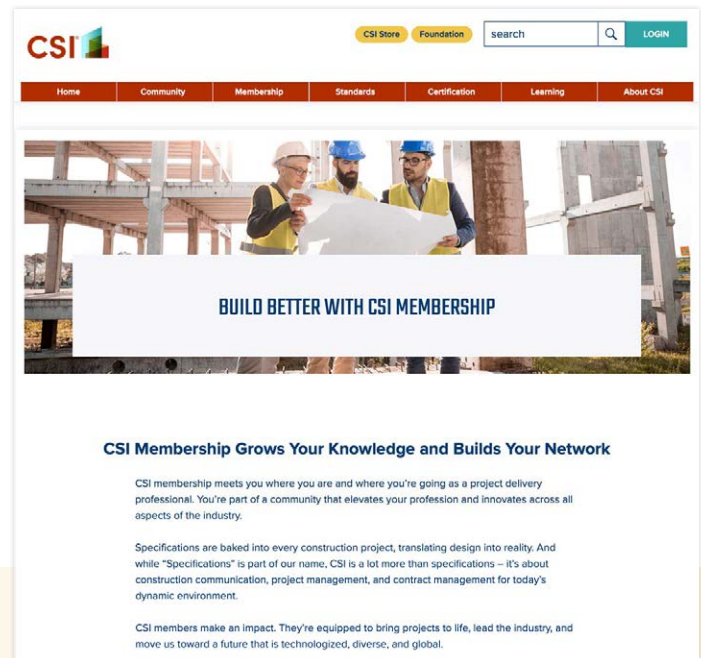 CSI
CSI Store
Foundation
search
LOGIN
Home
Community
Membership
Standards
Certification
Learning
About CSI
BUILD BETTER WITH CSI MEMBERSHIP
CSI Membership Grows Your Knowledge and Builds Your Network
CSI membership meets you where you are and where you're going as a project delivery
professional. You're part of a community that elevates your profession and innovates across all
aspects of the industry.
Specifications are baked into every construction project, translating design into reality. And
while “Specifications” is part of our name, CSI is a lot more than specifications – it's about
construction communication, project management, and contract management for today's
dynamic environment.
CSI members make an impact. They're equipped to bring projects to life, lead the industry, and
move us toward a future that is technologized, diverse, and global.